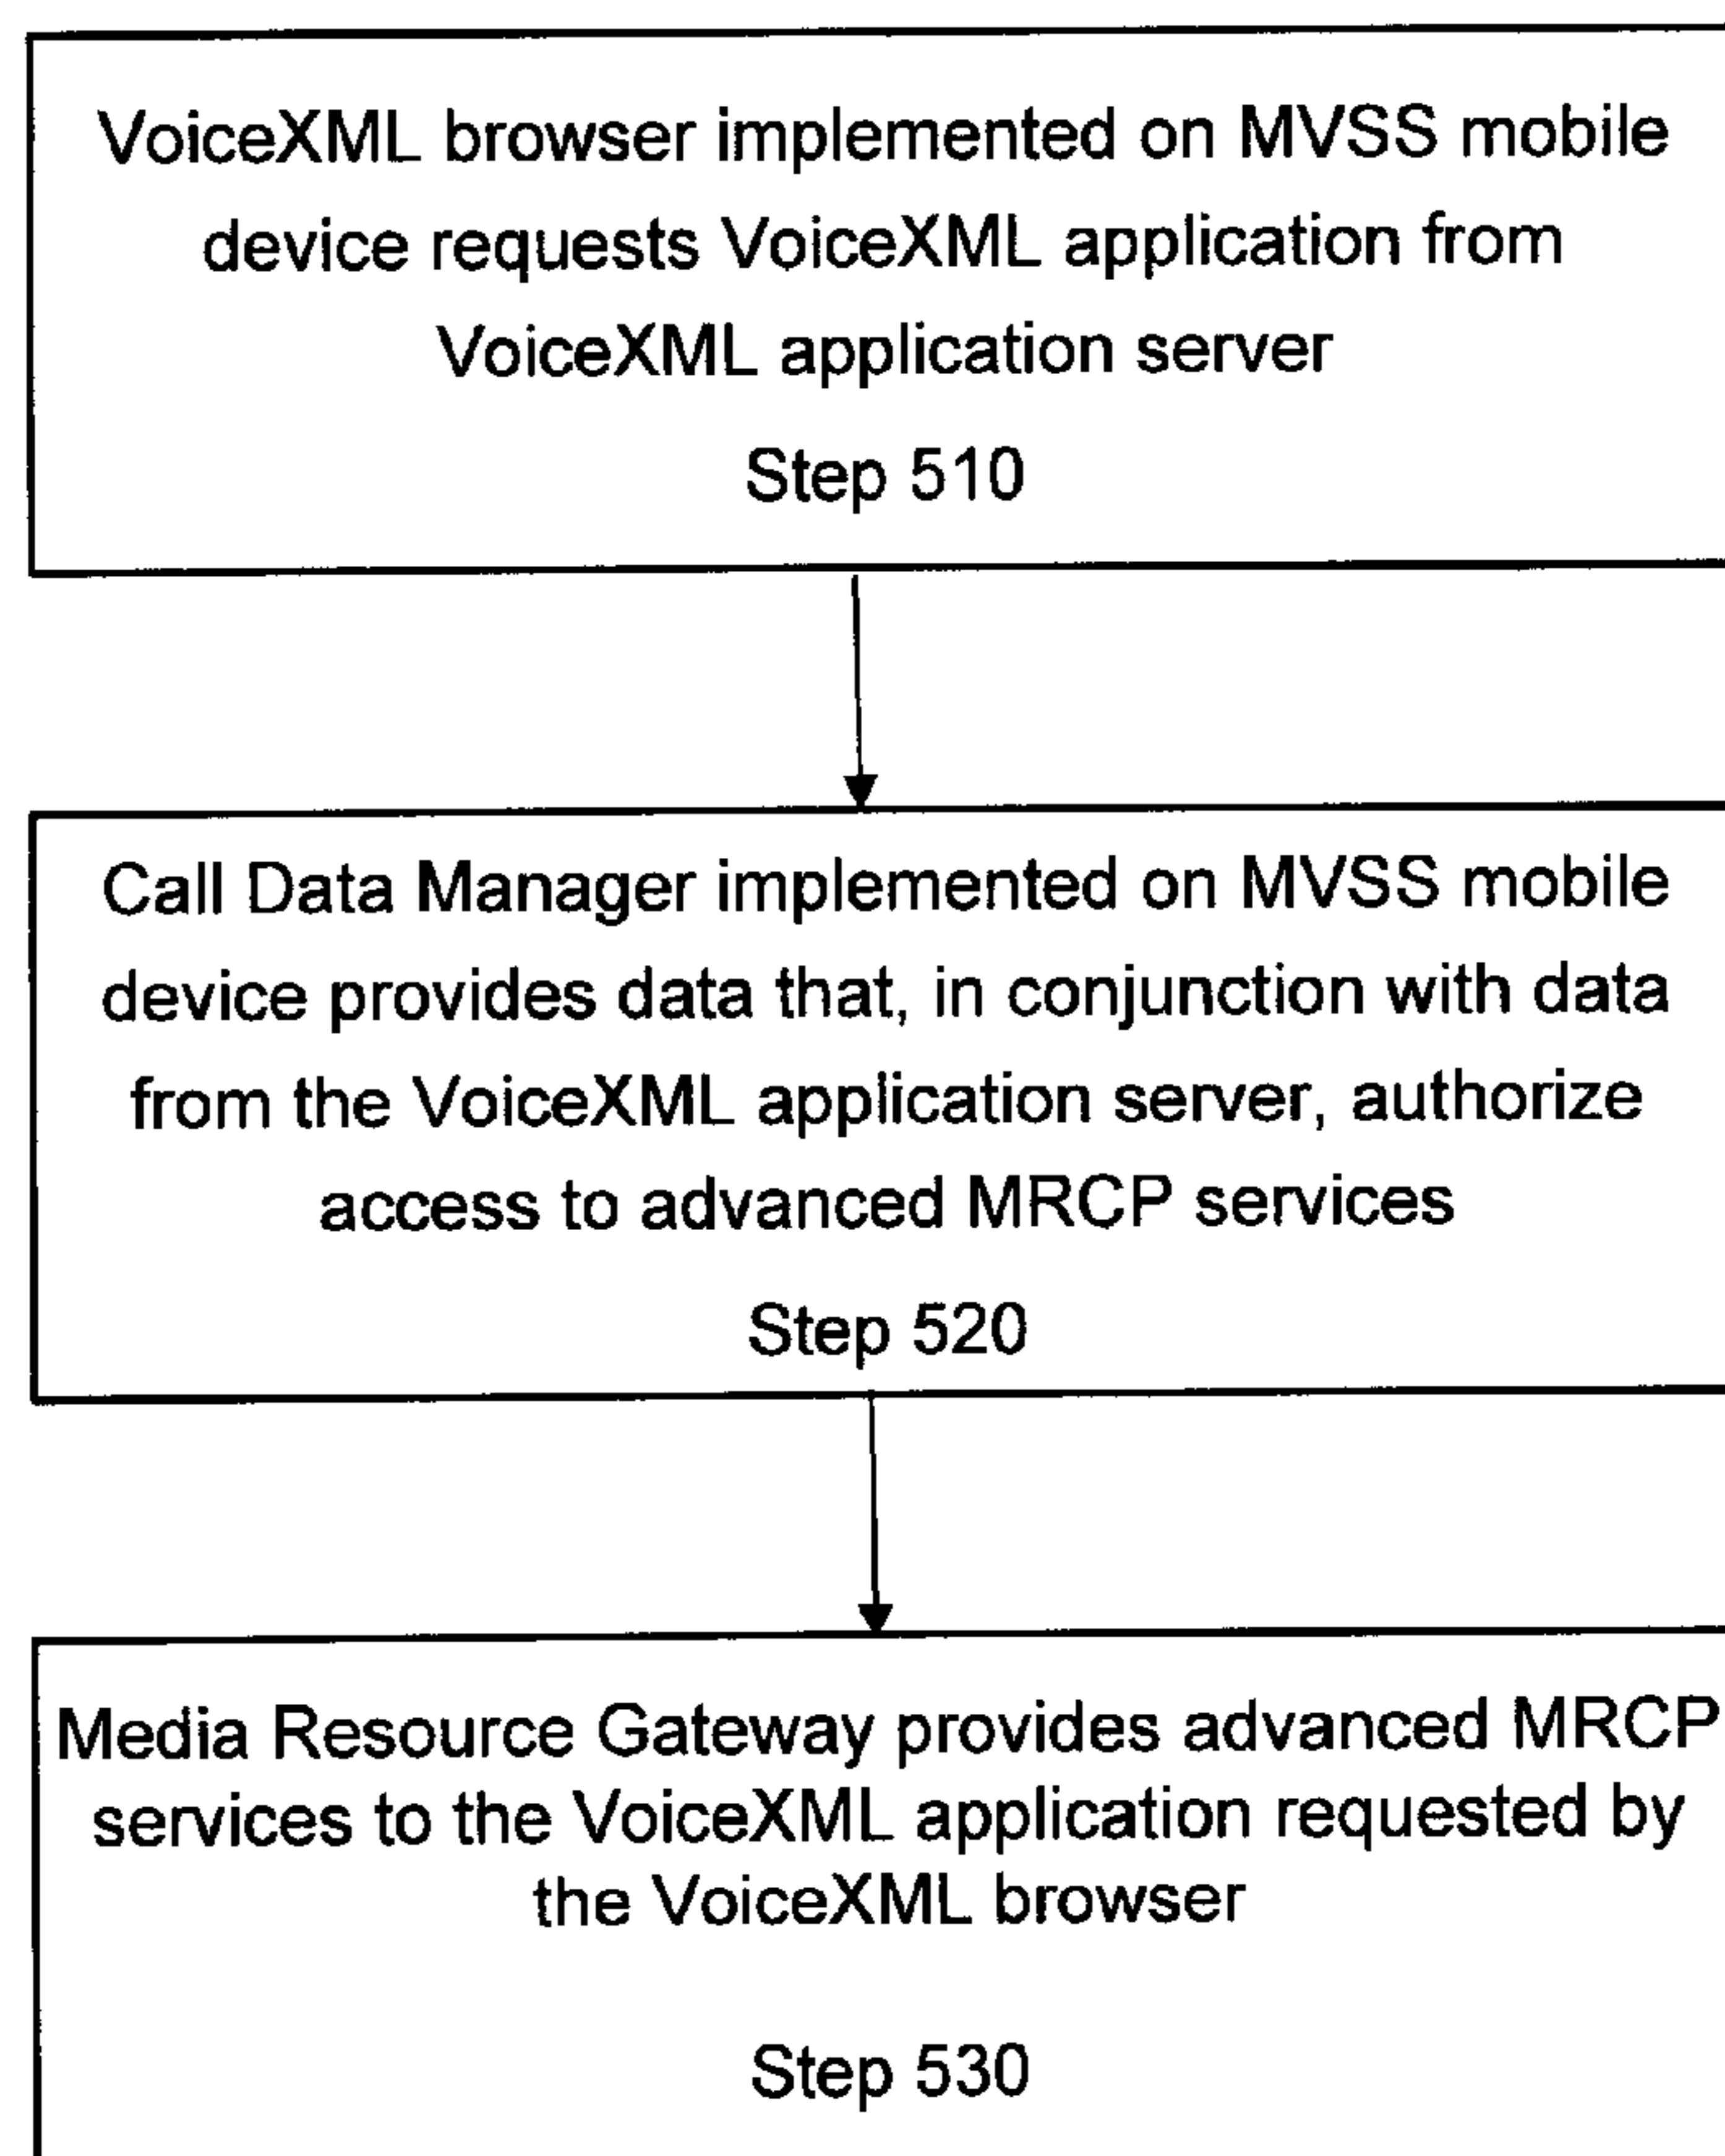 VoiceXML browser implemented on MVSS mobile
device requests VoiceXML application from
VoiceXML application server
Step 510
Call Data Manager implemented on MVSS mobile
device provides data that, in conjunction with data
from the VoiceXML application server, authorize
access to advanced MRCP services
Step 520
Media Resource Gateway provides advanced MRCP
services to the VoiceXML application requested by
the VoiceXML browser
Step 530